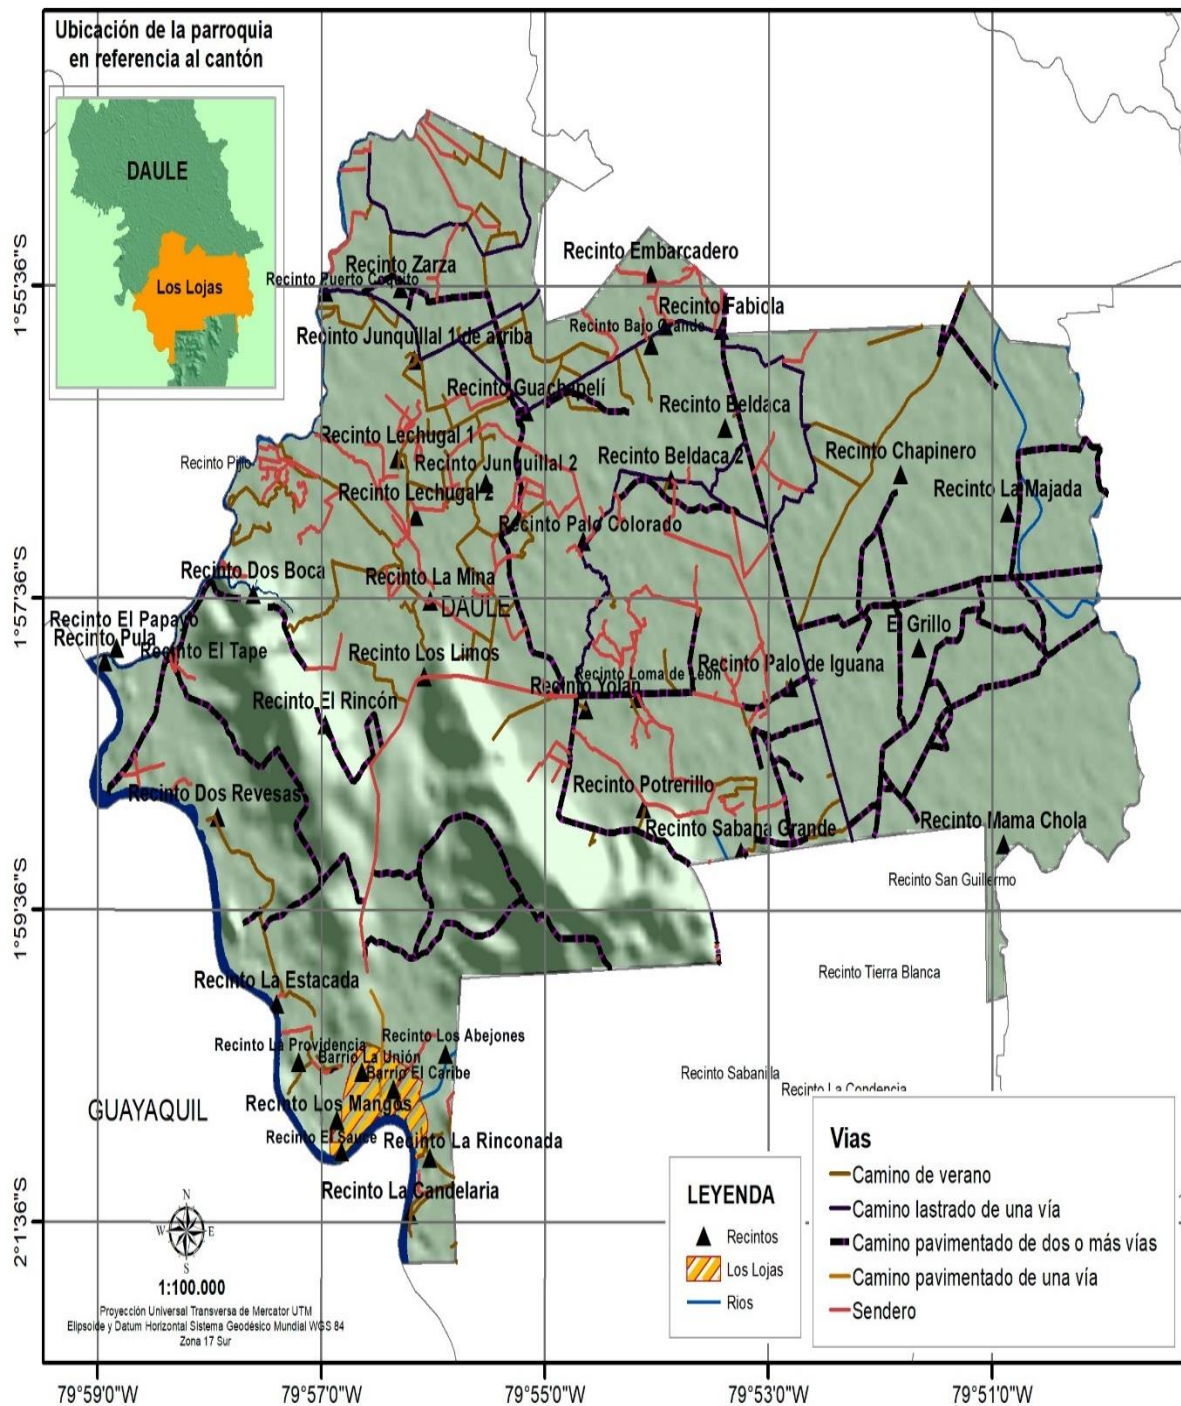 Ubicación de la parroquia
en referencia al cantón
DAULE
Los Lojas
Recinto Embarcadero
Recinto Zarza
Recinto Puerto Coquito
Recinto Fabiola
Recinto Bajo Grande
Recinto Junquillal 1 de arriba
Recinto Guachapelí
Recinto Beldaca
Recinto Lechugal 1
Recinto Chapinero
Recinto Pijío
Recinto Junquillal 2
Recinto Beldaca 2
Recinto Lechugal 2
Recinto La Majada
Recinto Palo Colorado
Recinto Dos Boca
Recinto La Mina
DAULE
Recinto El Papayo
Recinto Pula
Recinto El Tape
El Grillo
Recinto Los Limos
Recinto Palo de Iguana
Recinto Loma de León
Recinto Yolán
Recinto El Rincón
Recinto Dos Revesas
Recinto Potrerillo
Recinto Sabana Grande
Recinto Mama Chola
Recinto San Guillermo
Recinto Tierra Blanca
Recinto La Estacada
Recinto Los Abejones
Recinto La Providencia
Barrio La Unión
Barrio El Caribe
Recinto Sabanilla
Recinto La Condencia
GUAYAQUIL
Recinto Los Mangos
Recinto El Sauce
Recinto La Rinconada
Recinto La Candelaria
N
W
E
S
1:100.000
Proyección Universal Transversa de Mercator UTM
Elipsoide y Datum Horizontal Sistema Geodésico Mundial WGS 84
Zona 17 Sur
LEYENDA
Recintos
Los Lojas
Rios
Vias
Camino de verano
Camino lastrado de una vía
Camino pavimentado de dos o más vías
Camino pavimentado de una vía
Sendero
1°55'36"S
1°57'36"S
1°59'36"S
2°1'36"S
79°59'0"W
79°57'0"W
79°55'0"W
79°53'0"W
79°51'0"W